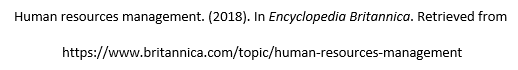 Human resources management. (2018). In Encyclopedia Britannica. Retrieved from
https://www.britannica.com/topic/human-resources-management